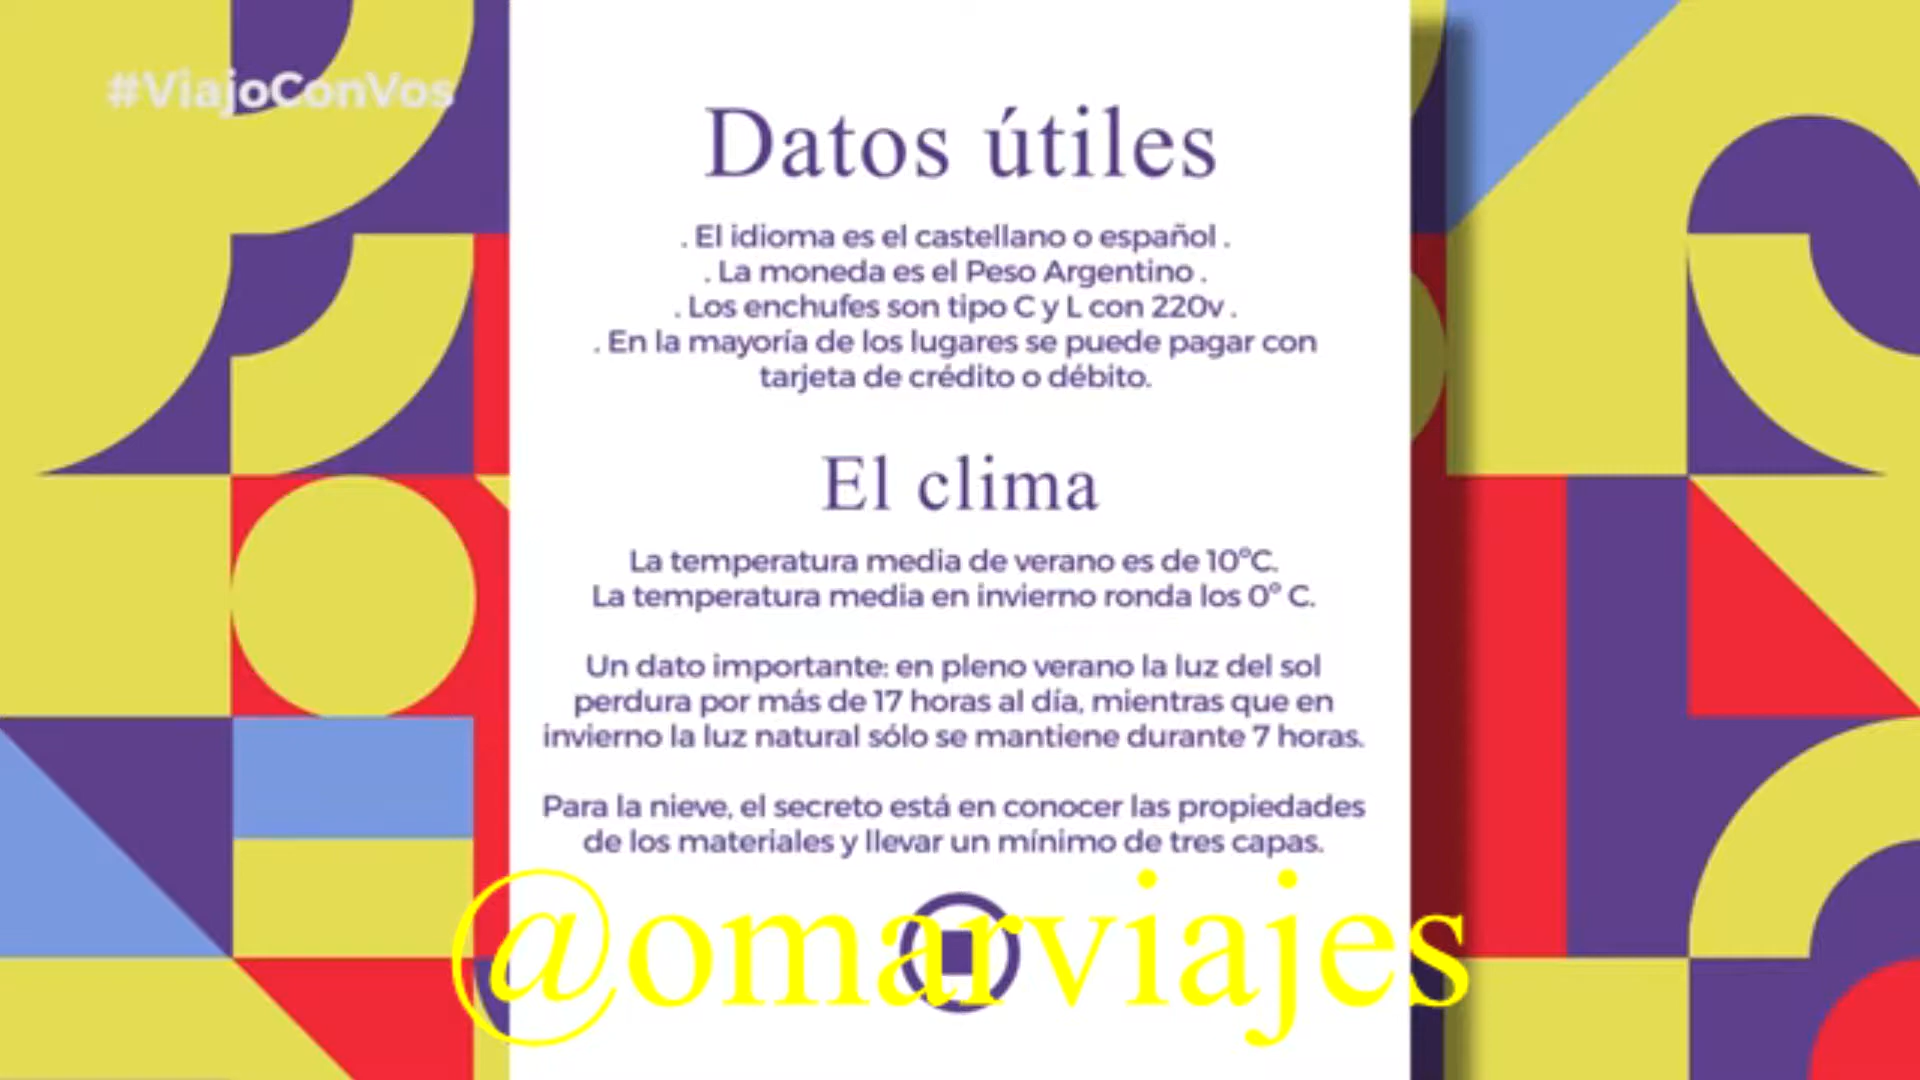 #ViajoConVos
Datos útiles
. El idioma es el castellano o español .
. La moneda es el Peso Argentino .
. Los enchufes son tipo C y L con 220v .
. En la mayoría de los lugares se puede pagar con
tarjeta de crédito o débito.
El clima
La temperatura media de verano es de 10°C.
La temperatura media en invierno ronda los 0° C.
Un dato importante: en pleno verano la luz del sol
perdura por más de 17 horas al día, mientras que en
invierno la luz natural sólo se mantiene durante 7 horas.
Para la nieve, el secreto está en conocer las propiedades
de los materiales y llevar un mínimo de tres capas.
@omarviajes